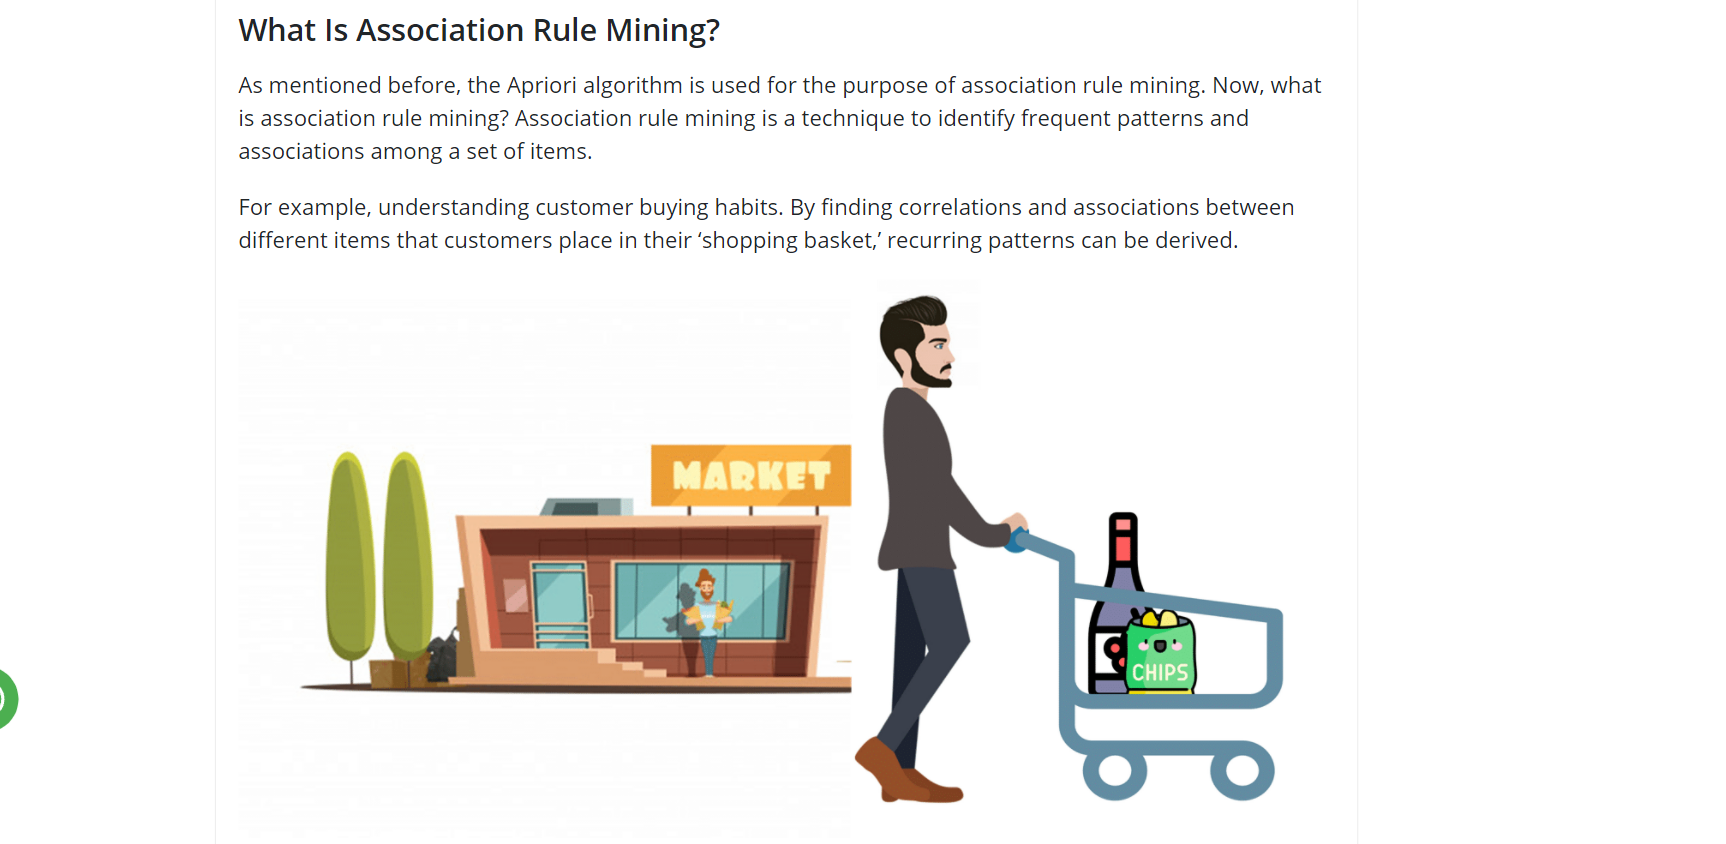 What Is Association Rule Mining?
As mentioned before, the Apriori algorithm is used for the purpose of association rule mining. Now, what
is association rule mining? Association rule mining is a technique to identify frequent patterns and
associations among a set of items.
For example, understanding customer buying habits. By finding correlations and associations between
different items that customers place in their ‘shopping basket,’ recurring patterns can be derived.
MARKET
CHIPS